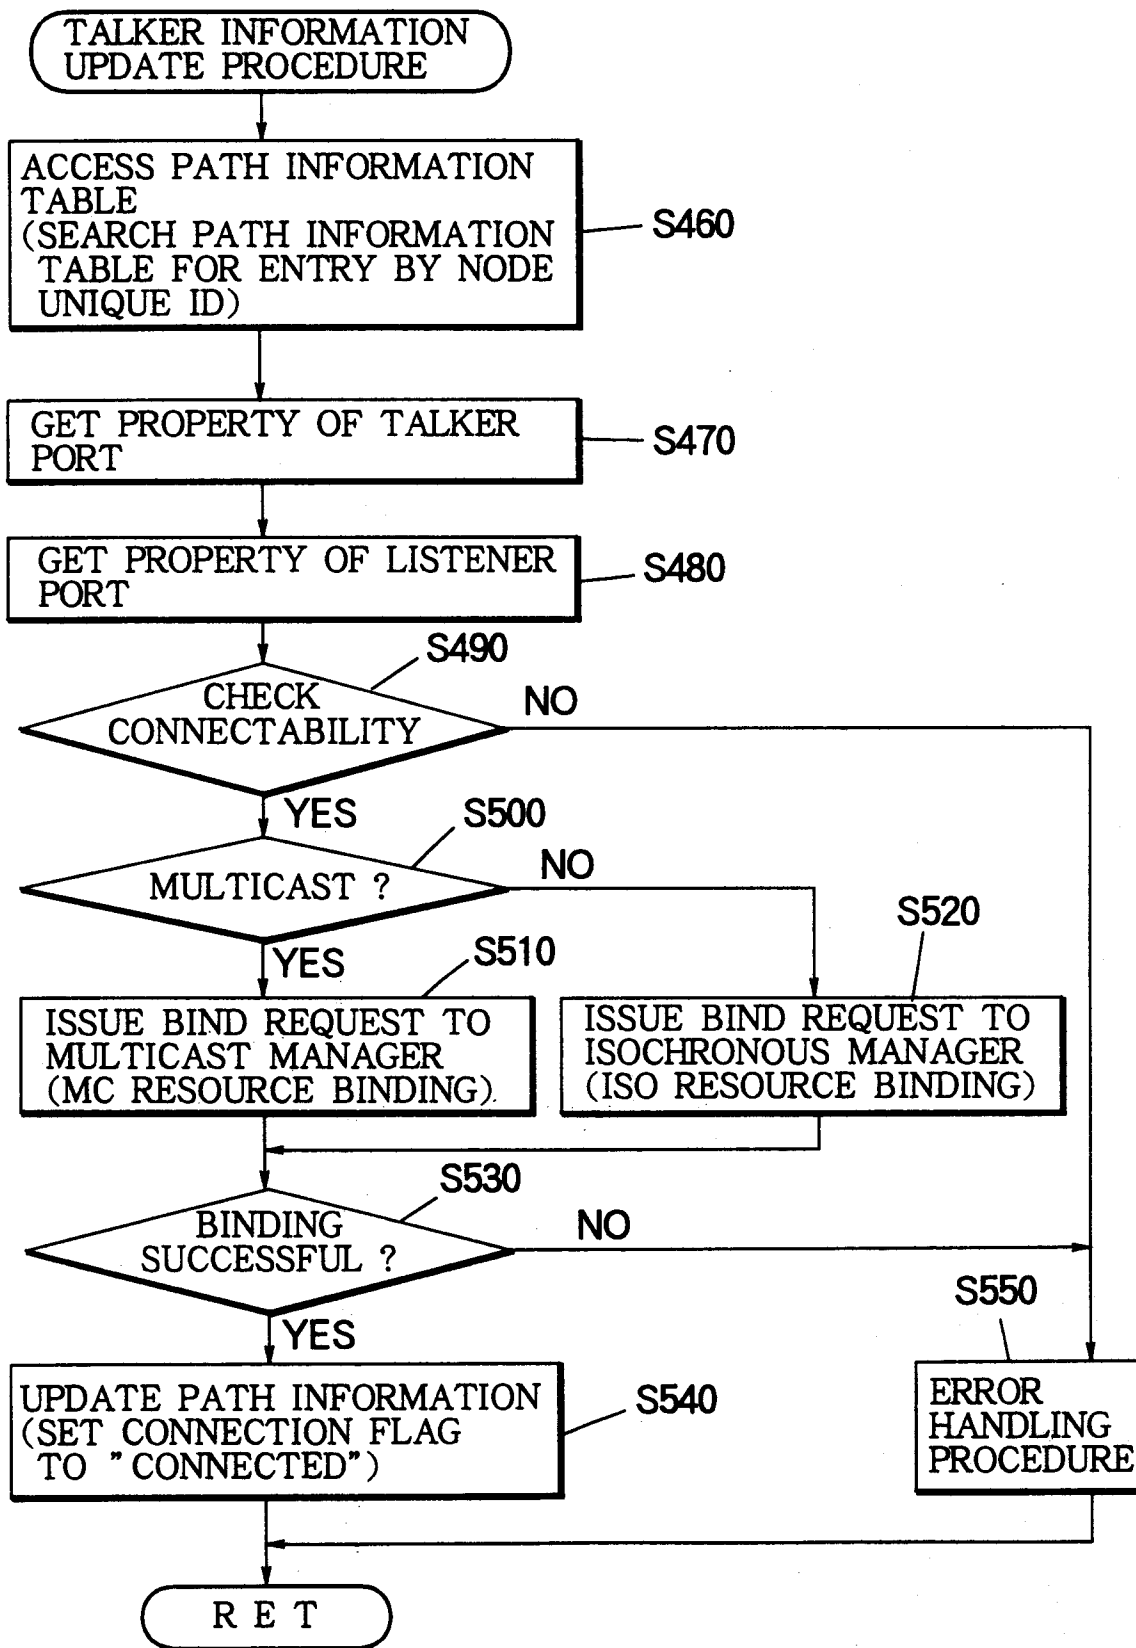 TALKER INFORMATION
UPDATE PROCEDURE
ACCESS PATH INFORMATION
TABLE
(SEARCH PATH INFORMATION
TABLE FOR ENTRY BY NODE
UNIQUE ID)
S460
GET PROPERTY OF TALKER
PORT
S470
GET PROPERTY OF LISTENER
PORT
S480
S490
CHECK
CONNECTABILITY
NO
YES
S500
MULTICAST ?
NO
YES
S510
S520
ISSUE BIND REQUEST TO
MULTICAST MANAGER
(MC RESOURCE BINDING).
ISSUE BIND REQUEST TO
ISOCHRONOUS MANAGER
(ISO RESOURCE BINDING)
S530
BINDING
SUCCESSFUL ?
NO
YES
S550
UPDATE PATH INFORMATION
(SET CONNECTION FLAG
TO "CONNECTED")
S540
ERROR
HANDLING
PROCEDURE
RET